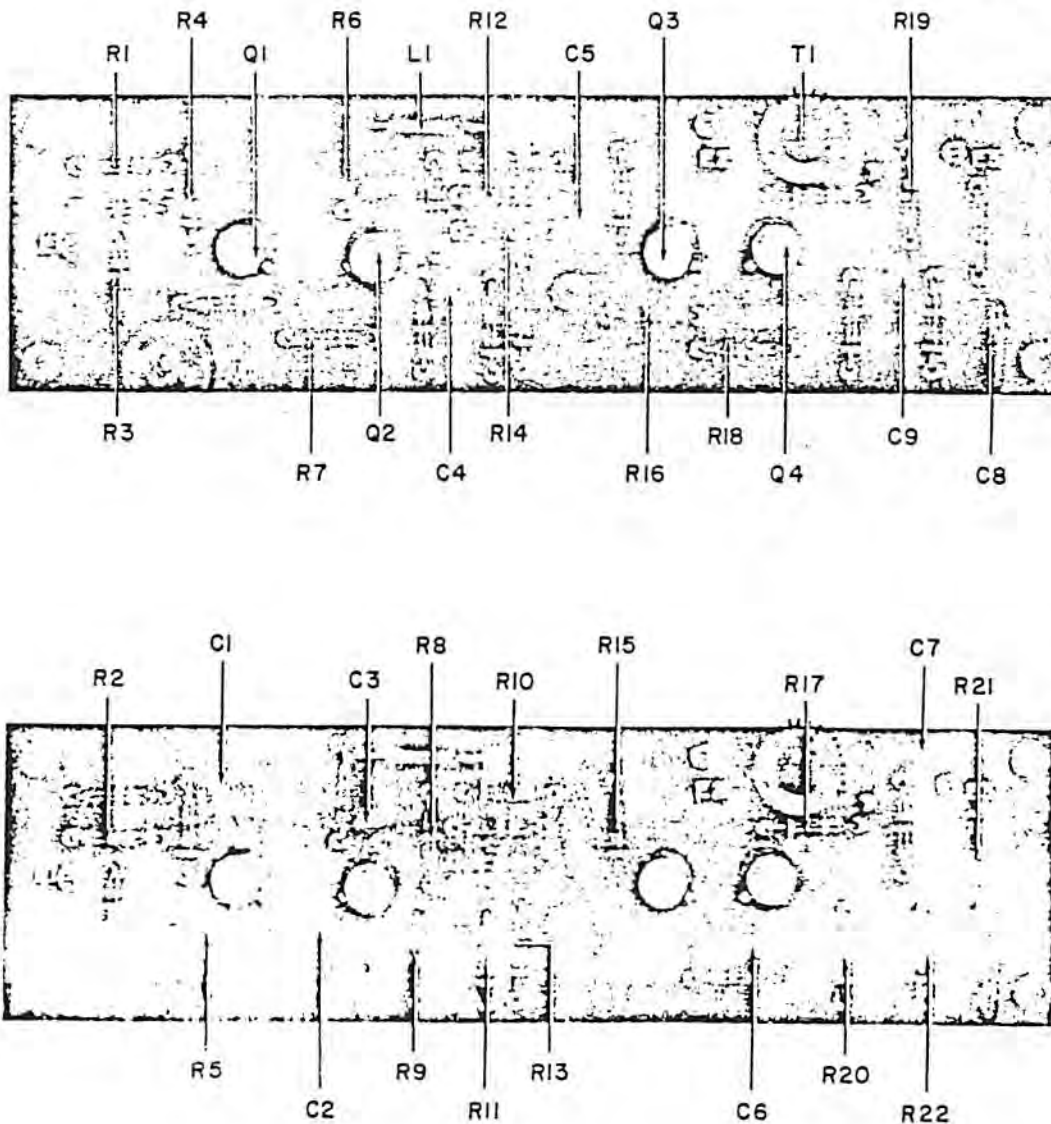 R4 R6 R12 Q3 R19
R1 Q1 L1 C5 T1
R3 Q2 R14 R18 C9
R7 C4 R16 Q4 C8
C1 R8 R15 C7
R2 C3 R10 R17 R21
R5 R9 R13 R20
C2 R11 C6 R22